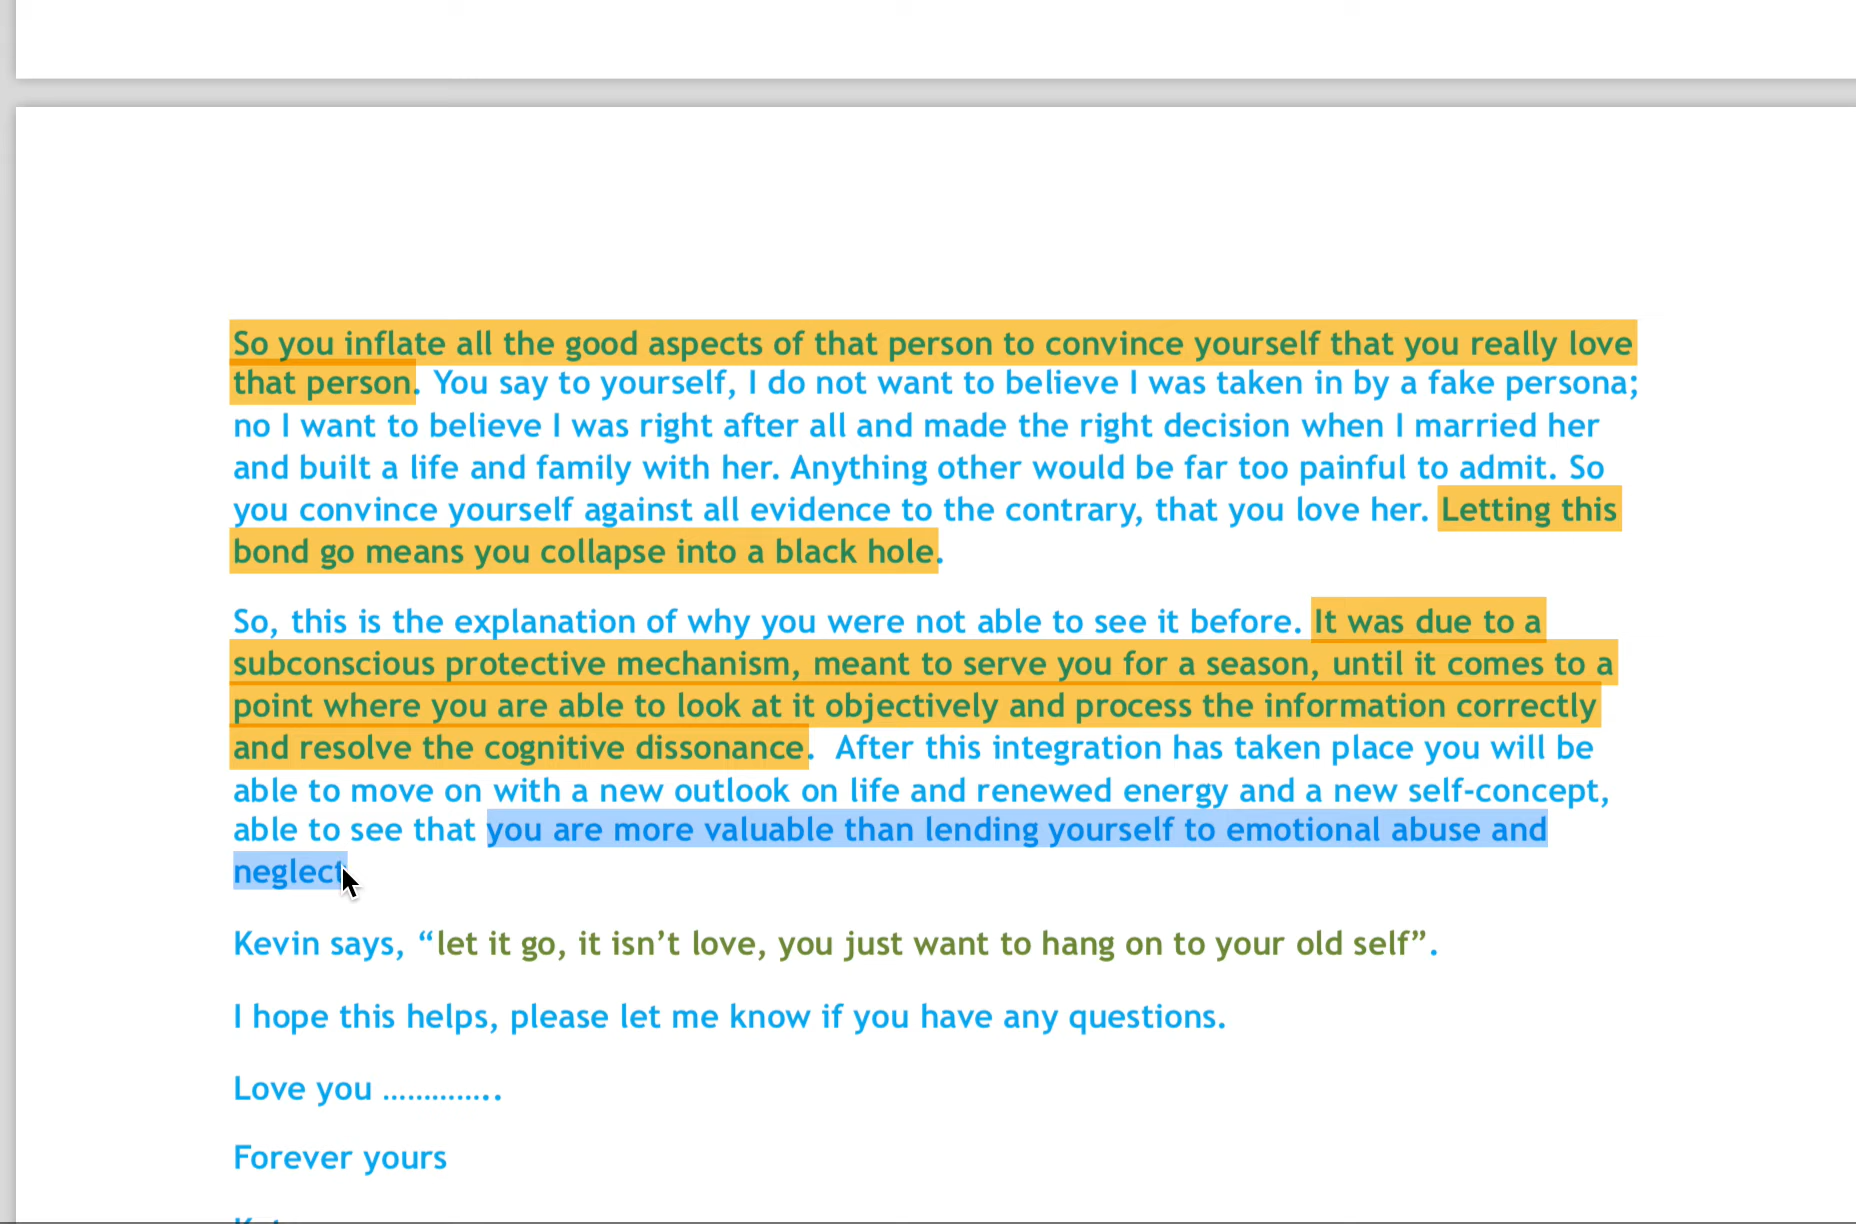 So you inflate all the good aspects of that person to convince yourself that you really love
that person. You say to yourself, I do not want to believe I was taken in by a fake persona;
no I want to believe I was right after all and made the right decision when I married her
and built a life and family with her. Anything other would be far too painful to admit. So
you convince yourself against all evidence to the contrary, that you love her. Letting this
bond go means you collapse into a black hole.
So, this is the explanation of why you were not able to see it before. It was due to a
subconscious protective mechanism, meant to serve you for a season, until it comes to a
point where you are able to look at it objectively and process the information correctly
and resolve the cognitive dissonance.  After this integration has taken place you will be
able to move on with a new outlook on life and renewed energy and a new self-concept,
able to see that you are more valuable than lending yourself to emotional abuse and
neglect
Kevin says, “let it go, it isn’t love, you just want to hang on to your old self”.
I hope this helps, please let me know if you have any questions.
Love you …………..
Forever yours